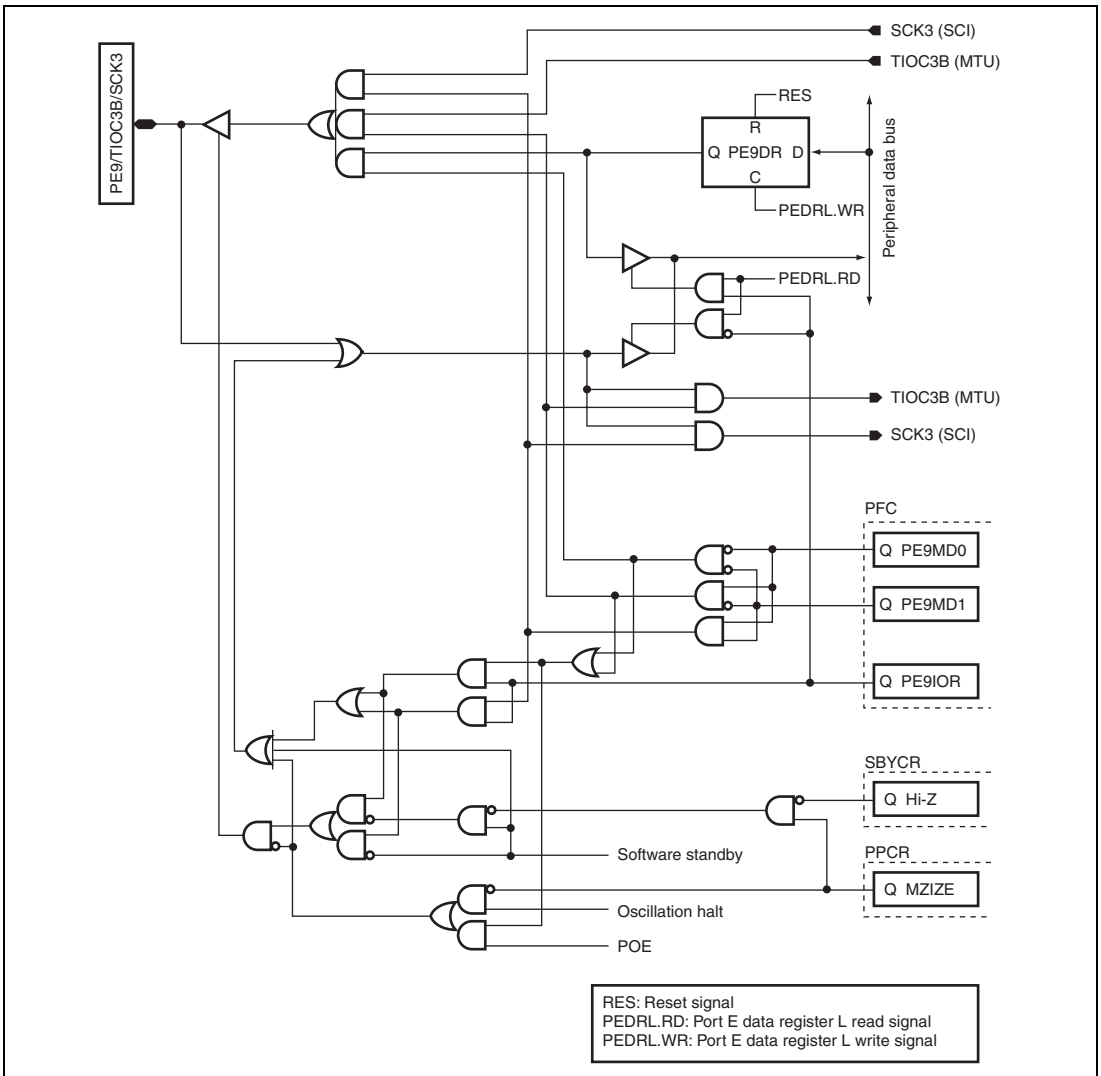 SCK3 (SCI)
TIOC3B (MTU)
PE9/TIOC3B/SCK3
RES
R
Q PE9DR D
C
PEDRL.WR
Peripheral data bus
PEDRL.RD
TIOC3B (MTU)
SCK3 (SCI)
PFC
Q PE9MD0
Q PE9MD1
Q PE9IOR
SBYCR
Q Hi-Z
Software standby
PPCR
Q MZIZE
Oscillation halt
POE
RES: Reset signal
PEDRL.RD: Port E data register L read signal
PEDRL.WR: Port E data register L write signal